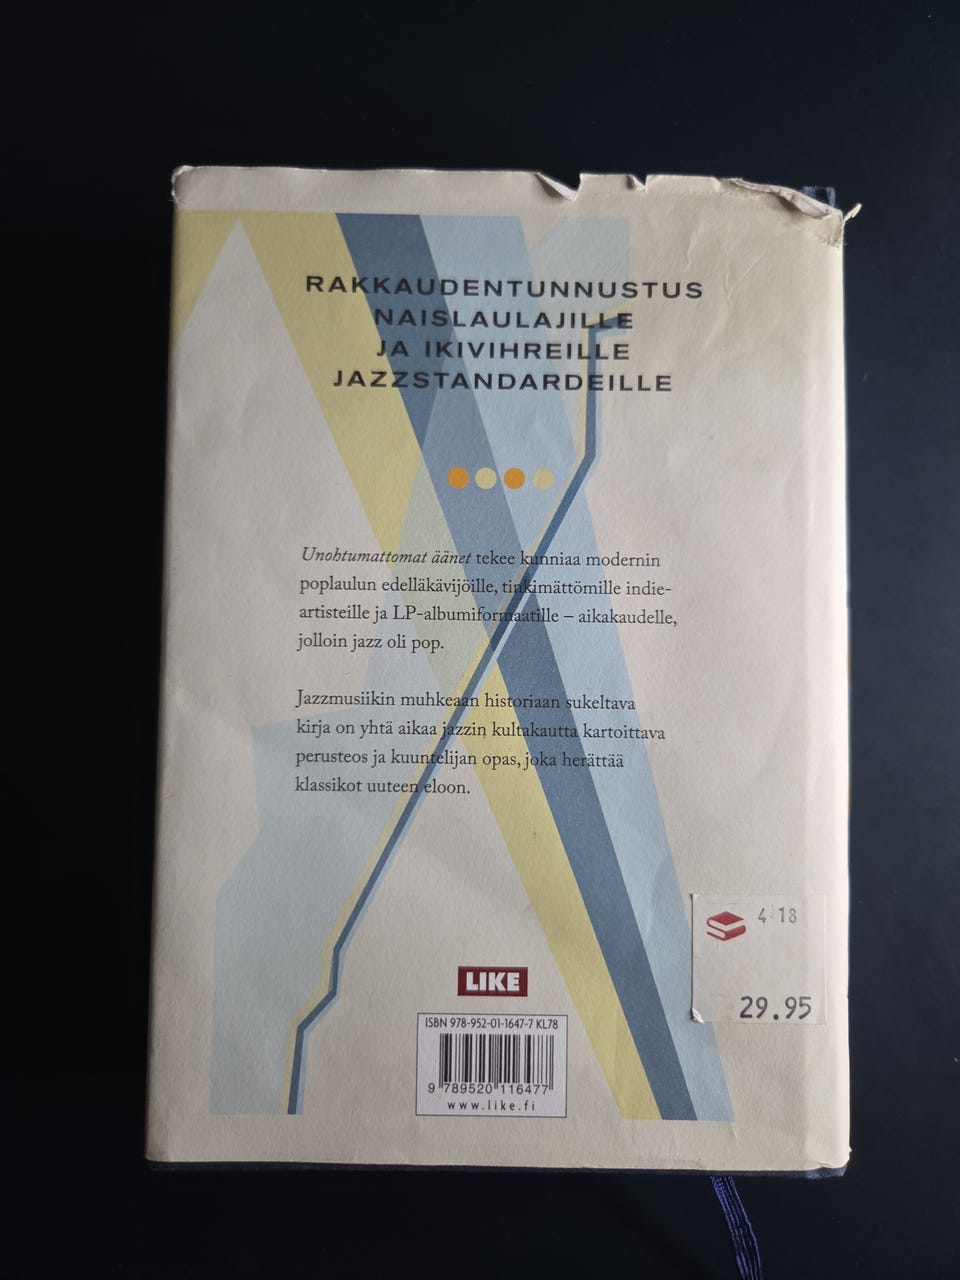 RAKKAUDENTUNNUSTUS
NAISLAULAJILLE
JA IKIVIHREILLE
JAZZSTANDARDEILLE
Unohtumattomat äänet tekee kunniaa modernin
poplaulun edelläkävijöille, tinkimättömille indie-
artisteille ja LP-albumiformaatille – aikakaudelle,
jolloin jazz oli pop.
Jazzmusiikin muhkeaan historiaan sukeltava
kirja on yhtä aikaa jazzin kultakautta kartoittava
perusteos ja kuuntelijan opas, joka herättää
klassikot uuteen eloon.
4 18
29.95
LIKE
ISBN 978-952-01-1647-7 KL78
9 789520 116477
www.like.fi